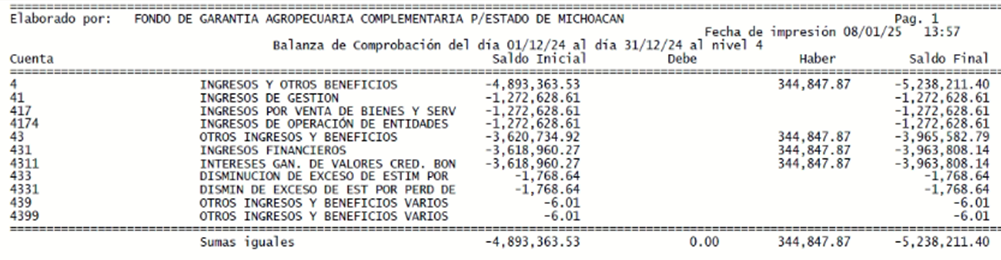 Elaborado por: FONDO DE GARANTIA AGROPECUARIA COMPLEMENTARIA P/ESTADO DE MICHOACAN Pag. 1
Fecha de impresión 08/01/25 13:57
Balanza de Comprobación del día 01/12/24 al día 31/12/24 al nivel 4
Cuenta Saldo Inicial Debe Haber Saldo Final
4 INGRESOS Y OTROS BENEFICIOS -4,893,363.53 344,847.87 -5,238,211.40
41 INGRESOS DE GESTION -1,272,628.61 -1,272,628.61
417 INGRESOS POR VENTA DE BIENES Y SERV -1,272,628.61 -1,272,628.61
4174 INGRESOS DE OPERACIÓN DE ENTIDADES -1,272,628.61 -1,272,628.61
43 OTROS INGRESOS Y BENEFICIOS -3,620,734.92 344,847.87 -3,965,582.79
431 INGRESOS FINANCIEROS -3,618,960.27 344,847.87 -3,963,808.14
4311 INTERESES GAN. DE VALORES CRED. BON -3,618,960.27 344,847.87 -3,963,808.14
433 DISMINUCION DE EXCESO DE ESTIM POR -1,768.64 -1,768.64
4331 DISMIN DE EXCESO DE EST POR PERD DE -1,768.64 -1,768.64
439 OTROS INGRESOS Y BENEFICIOS VARIOS -6.01 -6.01
4399 OTROS INGRESOS Y BENEFICIOS VARIOS -6.01 -6.01
Sumas iguales -4,893,363.53 0.00 344,847.87 -5,238,211.40